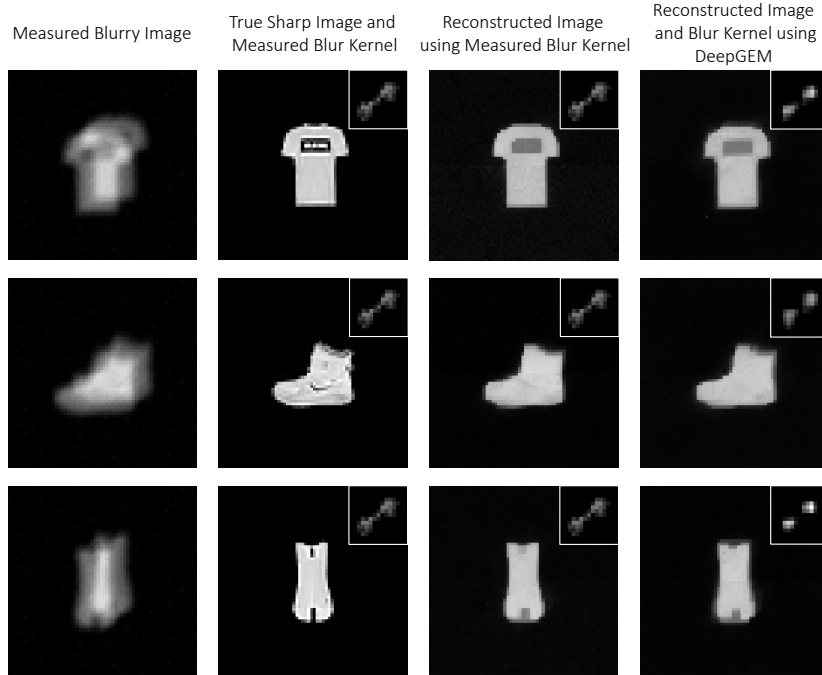 Measured Blurry Image
True Sharp Image and
Measured Blur Kernel
Reconstructed Image
using Measured Blur Kernel
Reconstructed Image
and Blur Kernel using
DeepGEM